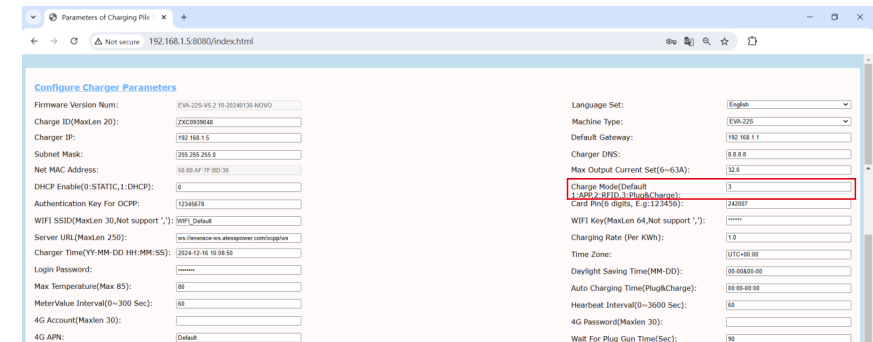 Parameters of Charging Pile
Not secure 192.168.1.5:8080/index.html
Configure Charger Parameters
Firmware Version Num: EVA-22S-V5.2.10-20240130-NOVO
Language Set: English
Charge ID(MaxLen 20): ZXC0939048
Machine Type: EVA-22S
Charger IP: 192.168.1.5
Default Gateway: 192.168.1.1
Subnet Mask: 255.255.255.0
Charger DNS: 8.8.8.8
Net MAC Address: 50:88:AF:7F:BD:38
Max Output Current Set(6~63A): 32.0
DHCP Enable(0:STATIC,1:DHCP): 0
Charge Mode(Default
1:APP,2:RFID,3:Plug&Charge): 3
Authentication Key For OCPP: 12345678
Card Pin(6 digits, E.g:123456): 242007
WIFI SSID(MaxLen 30,Not support ','): WIFI_Default
WIFI Key(MaxLen 64,Not support ','): ••••••
Server URL(MaxLen 250): ws://enerace-ws.atesspower.com/ocpp/ws
Charging Rate (Per KWh): 1.0
Charger Time(YY-MM-DD HH:MM:SS): 2024-12-16 10:08:50
Time Zone: UTC+00:00
Login Password: ••••••••
Daylight Saving Time(MM-DD): 00-00&00-00
Max Temperature(Max 85): 80
Auto Charging Time(Plug&Charge): 00:00-00:00
MeterValue Interval(0~300 Sec): 60
Hearbeat Interval(0~3600 Sec): 60
4G Account(Maxlen 30):
4G Password(Maxlen 30):
4G APN: Default
Wait For Plug Gun Time(Sec): 90